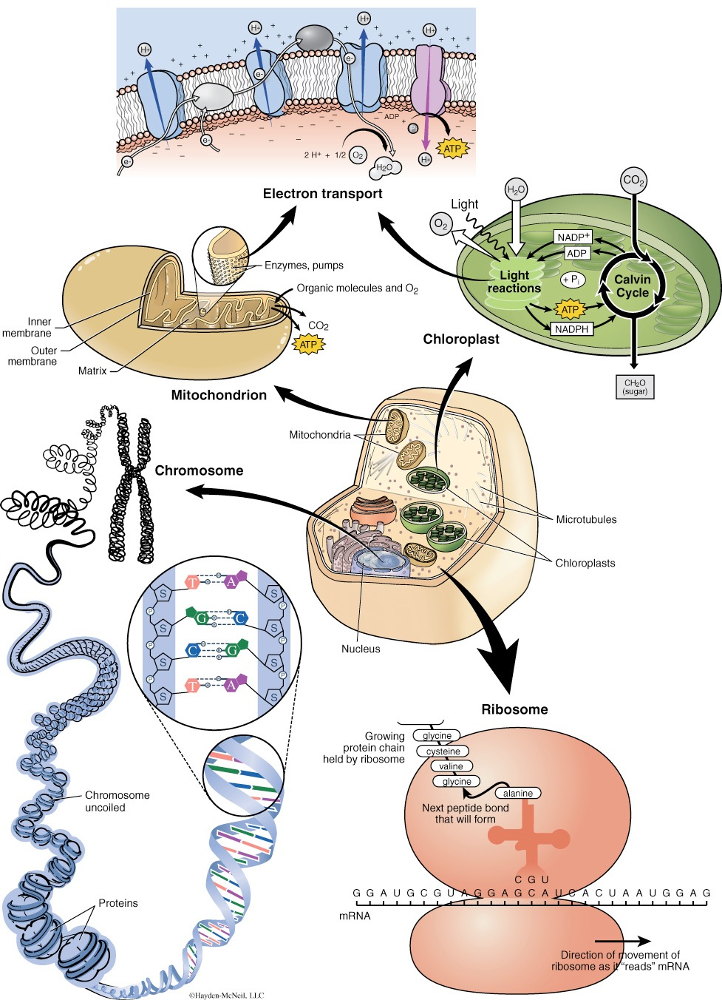 H+
H+
H+
H+
e-
e-
e-
e-
ADP
+
P
ATP
2 H+ + 1/2 O2
H2O
H+
Electron transport
Light
H2O
CO2
O2
NADP+
ADP
Light
reactions
+ Pi
Calvin
Cycle
ATP
NADPH
CH2O
(sugar)
Chloroplast
Enzymes, pumps
Organic molecules and O2
CO2
ATP
Inner
membrane
Outer
membrane
Matrix
Mitochondrion
Mitochondria
Chromosome
Microtubules
Chloroplasts
Nucleus
T H A
G H H C
C H H G
T H A
S S
S S
S S
S S
P P
P P
P P
Chromosome
uncoiled
Proteins
Ribosome
Growing
protein chain
held by ribosome
glycine
cysteine
valine
glycine
alanine
Next peptide bond
that will form
C G U
G G A U G C G U A G G A G C A U C A C U A A U G G A G
mRNA
Direction of movement of
ribosome as it “reads” mRNA
©Hayden-McNeil, LLC